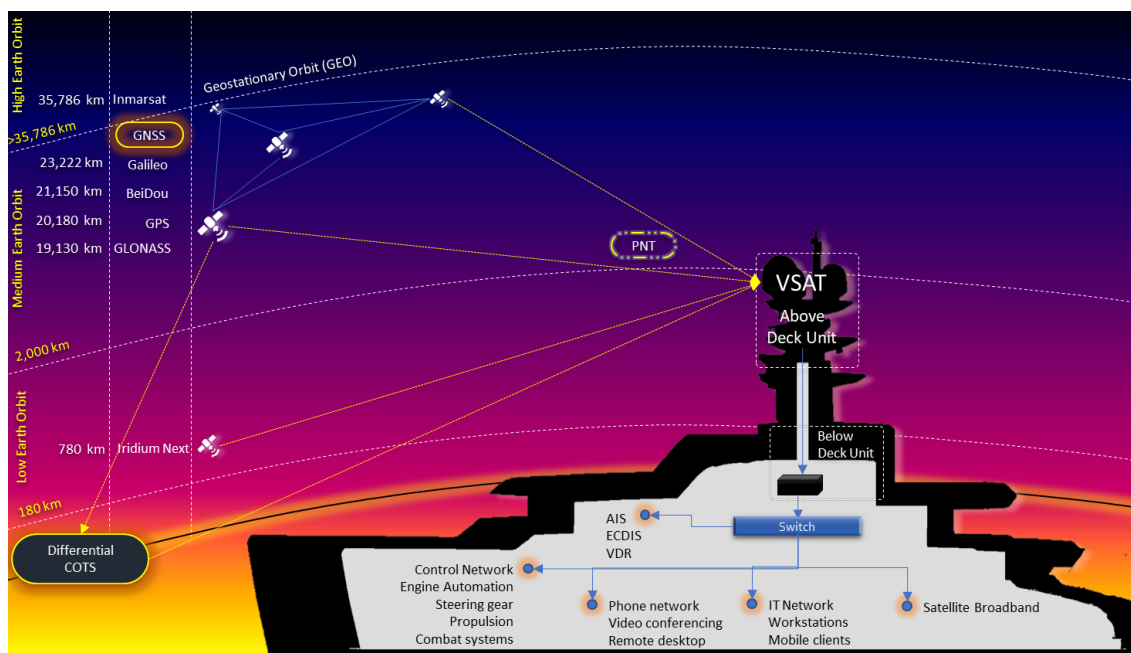 High Earth Orbit
Geostationary Orbit (GEO)
35,786 km Inmarsat
>35,786 km
GNSS
23,222 km Galileo
Medium Earth Orbit
21,150 km BeiDou
20,180 km GPS
19,130 km GLONASS
PNT
VSAT
Above
Deck Unit
2,000 km
Low Earth Orbit
780 km Iridium Next
Below
Deck Unit
180 km
Switch
AIS
ECDIS
VDR
Differential
COTS
Control Network
Engine Automation
Steering gear
Propulsion
Combat systems
Phone network
Video conferencing
Remote desktop
IT Network
Workstations
Mobile clients
Satellite Broadband